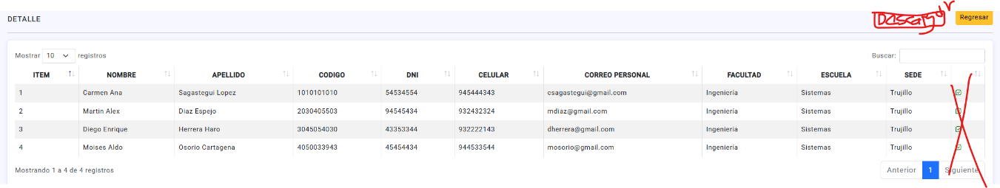 DETALLE
Dascargar
Regresar
Mostrar 10 registros
Buscar:
ITEM NOMBRE APELLIDO CODIGO DNI CELULAR CORREO PERSONAL FACULTAD ESCUELA SEDE
1 Carmen Ana Sagastegui Lopez 1010101010 54534554 945444343 csagastegui@gmail.com Ingeniería Sistemas Trujillo
2 Martin Alex Diaz Espejo 2030405503 94545434 932432324 mdiaz@gmail.com Ingeniería Sistemas Trujillo
3 Diego Enrique Herrera Haro 3045054030 43353344 932222143 dherrera@gmail.com Ingeniería Sistemas Trujillo
4 Moises Aldo Osorio Cartagena 4050033943 45454434 944533544 mosorio@gmail.com Ingeniería Sistemas Trujillo
Mostrando 1 a 4 de 4 registros
Anterior 1 Siguiente